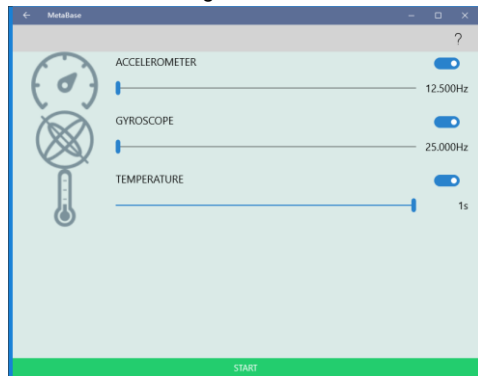 MetaBase
?
ACCELEROMETER
12.500Hz
GYROSCOPE
25.000Hz
TEMPERATURE
1s
START